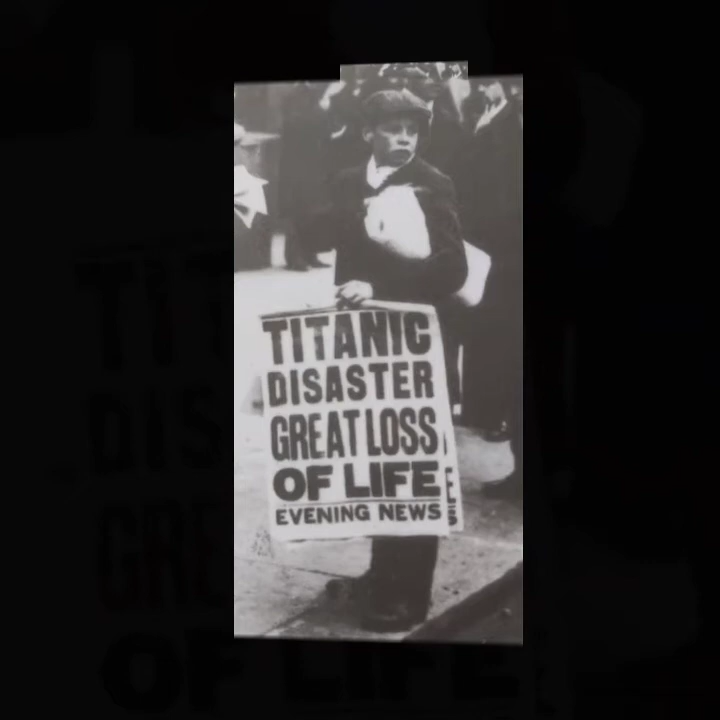 TITANIC
DISASTER
GREAT LOSS
OF LIFE
EVENING NEWS